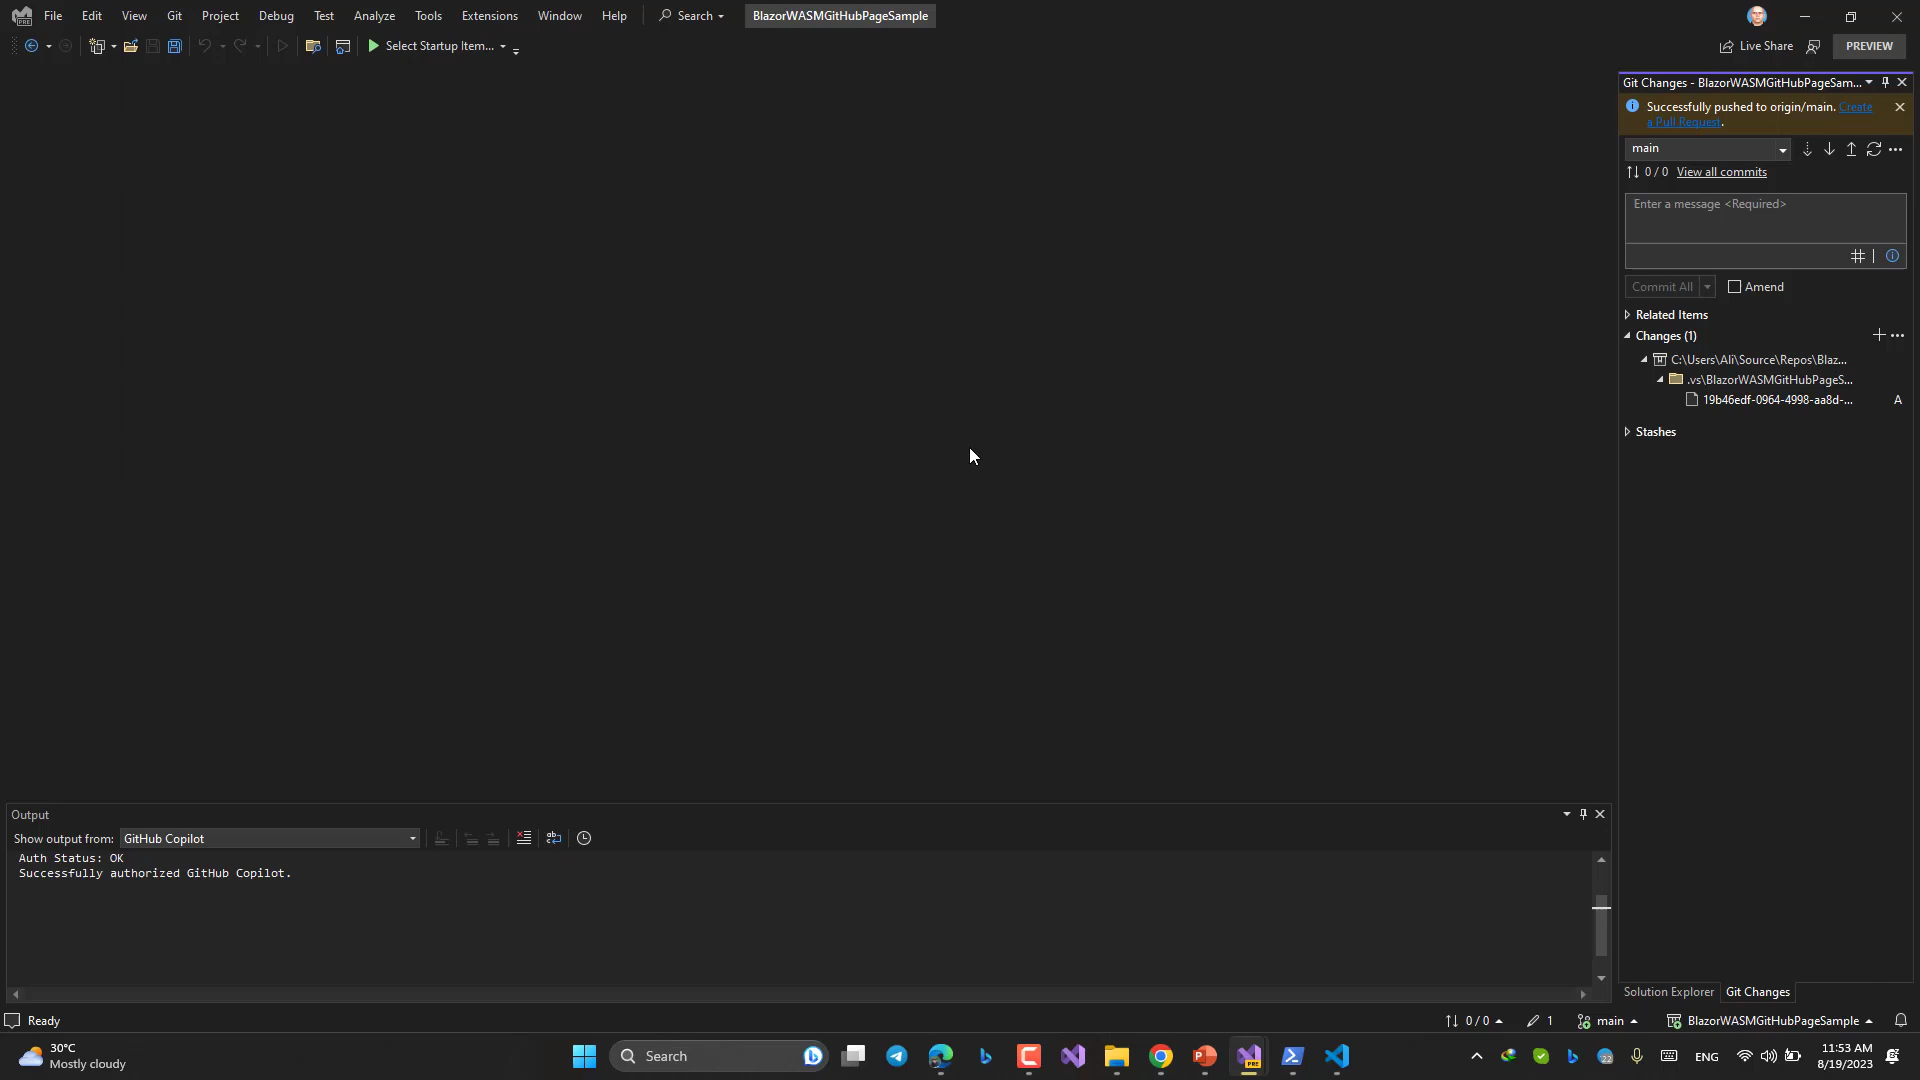 File Edit View Git Project Debug Test Analyze Tools Extensions Window Help Search BlazorWASMGitHubPageSample
Select Startup Item... Live Share PREVIEW
Git Changes - BlazorWASMGitHubPageSam...
Successfully pushed to origin/main. Create
a Pull Request.
main
0 / 0 View all commits
Enter a message <Required>
Commit All Amend
Related Items
Changes (1)
C:\Users\Ali\Source\Repos\Blaz...
.vs\BlazorWASMGitHubPageS...
19b46edf-0964-4998-aa8d-... A
Stashes
Output
Show output from: GitHub Copilot
Auth Status: OK
Successfully authorized GitHub Copilot.
Solution Explorer Git Changes
Ready 0 / 0 1 main BlazorWASMGitHubPageSample
30°C
Mostly cloudy
Search
PRE
22
ENG
11:53 AM
8/19/2023